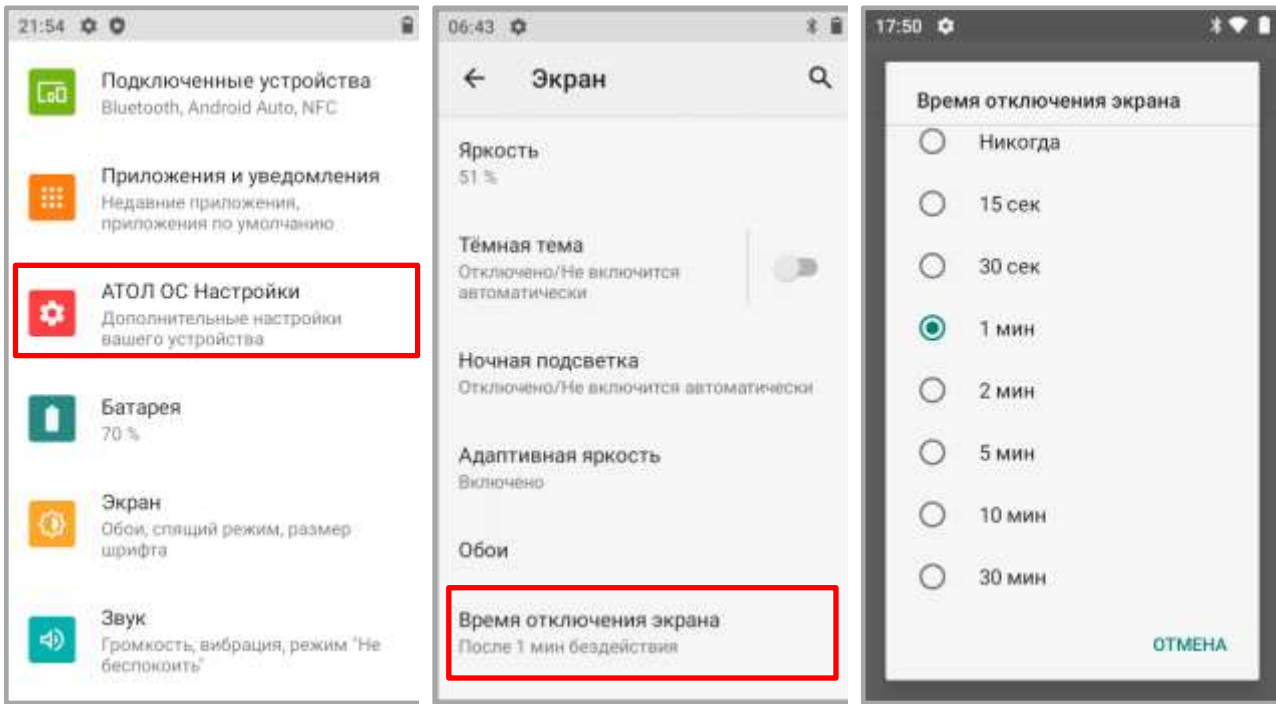 21:54
Подключенные устройства
Bluetooth, Android Auto, NFC
Приложения и уведомления
Недавние приложения,
приложения по умолчанию
АТОЛ ОС Настройки
Дополнительные настройки
вашего устройства
Батарея
70 %
Экран
Обои, спящий режим, размер
шрифта
Звук
Громкость, вибрация, режим "Не
беспокоить"
06:43
Экран
Яркость
51 %
Тёмная тема
Отключено/Не включится
автоматически
Ночная подсветка
Отключено/Не включится автоматически
Адаптивная яркость
Включено
Обои
Время отключения экрана
После 1 мин бездействия
17:50
Время отключения экрана
Никогда
15 сек
30 сек
1 мин
2 мин
5 мин
10 мин
30 мин
ОТМЕНА